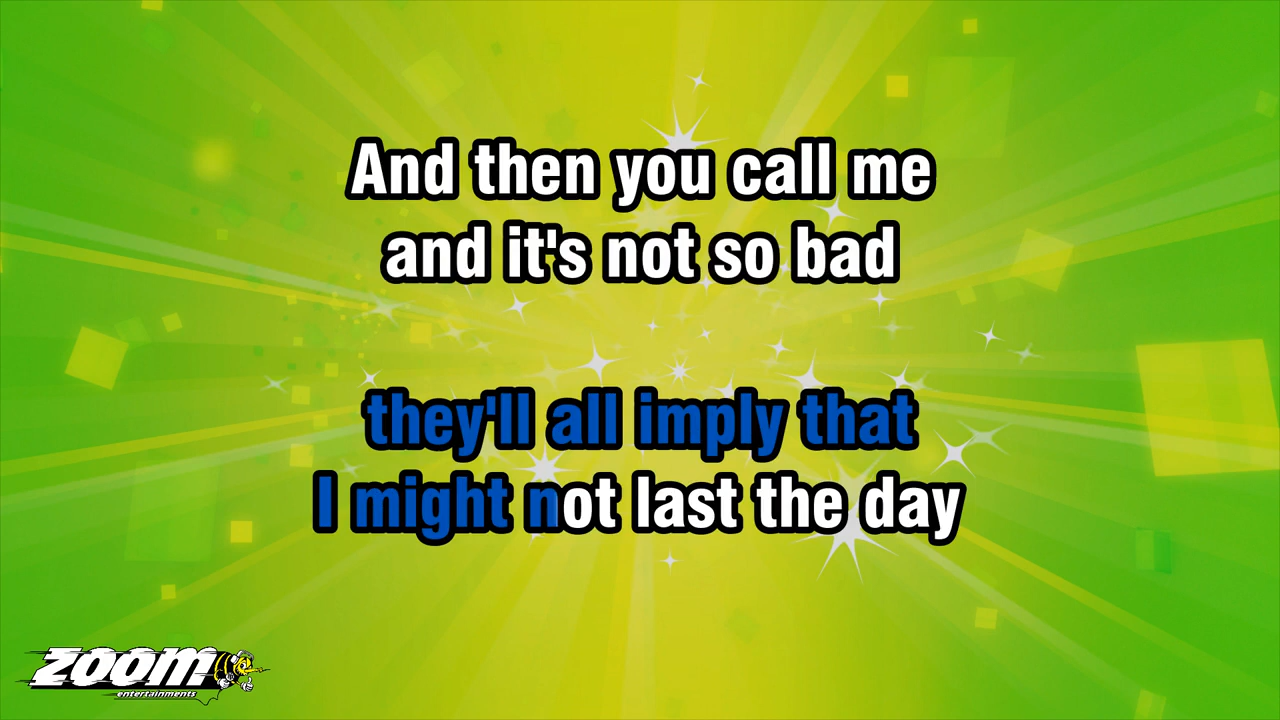 And then you call me
and it's not so bad
they'll all imply that
I might not last the day
ZOOM
entertainments